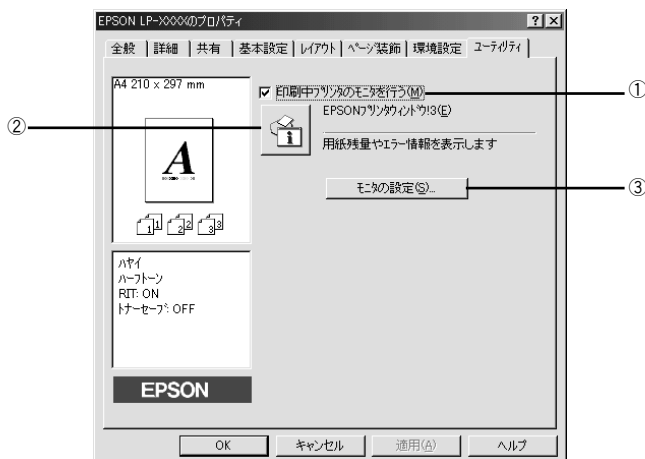 EPSON LP-XXXXのプロパティ
? ×
全般 詳細 共有 基本設定 レイアウト ページ装飾 環境設定 ユーティリティ
A4 210 x 297 mm
印刷中プリンタのモニタを行う(M)
①
②
EPSONプリンタウィンドウ!3(E)
用紙残量やエラー情報を表示します
A
モニタの設定(S)...
③
1 1 2 2 3 3
ハヤイ
ハーフトーン
RIT: ON
トナーセーブ: OFF
EPSON
OK キャンセル 適用(A) ヘルプ